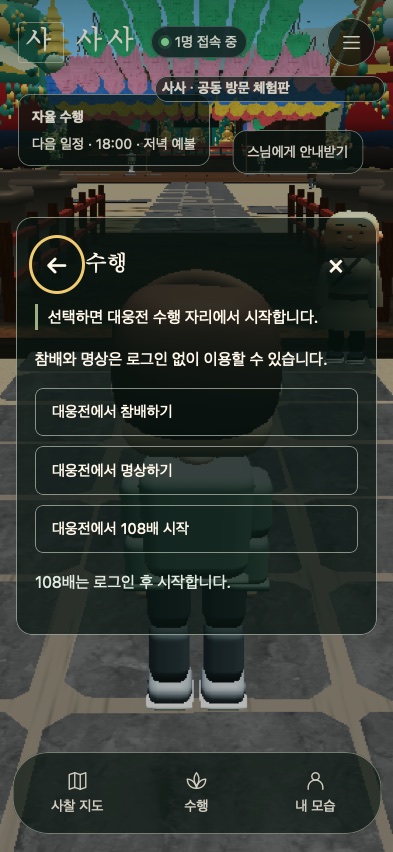 사 사사
1명 접속 중
사사 · 공동 방문 체험판
자율 수행
다음 일정 · 18:00 · 저녁 예불
스님에게 안내받기
수행
선택하면 대웅전 수행 자리에서 시작합니다.
참배와 명상은 로그인 없이 이용할 수 있습니다.
대웅전에서 참배하기
대웅전에서 명상하기
대웅전에서 108배 시작
108배는 로그인 후 시작합니다.
사찰 지도
수행
내 모습